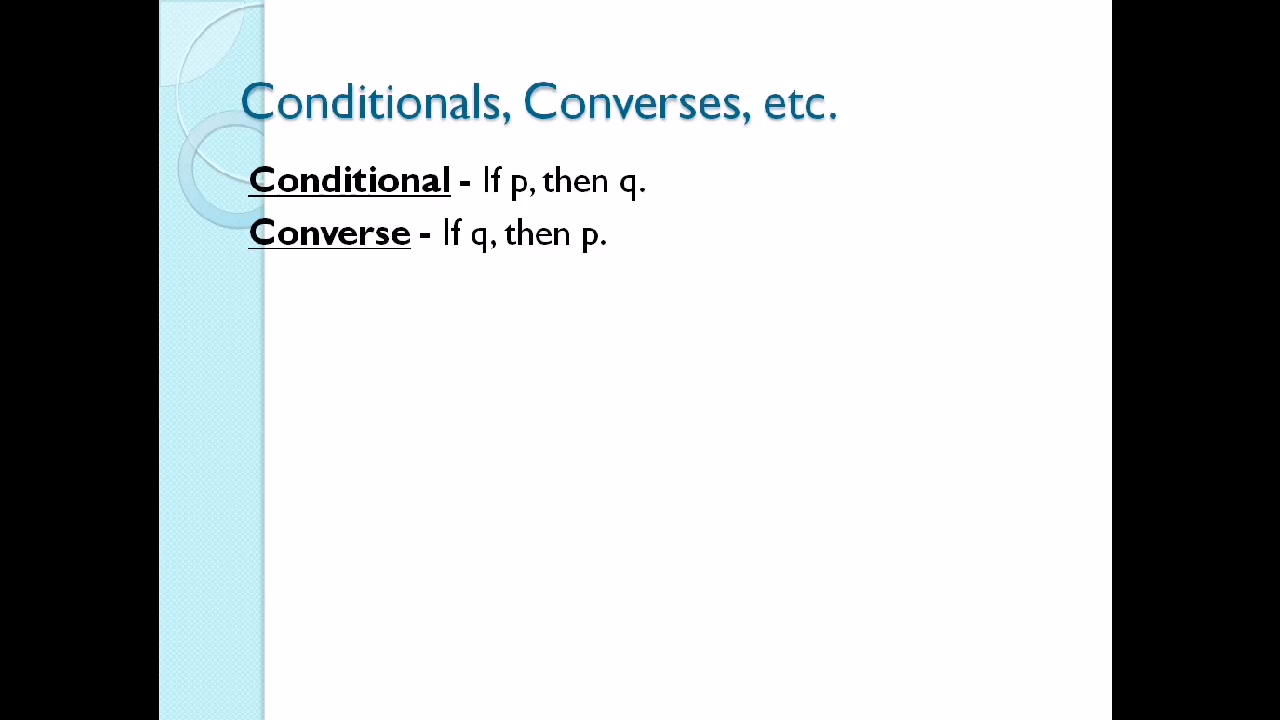 Conditionals, Converses, etc.
Conditional - If p, then q.
Converse - If q, then p.